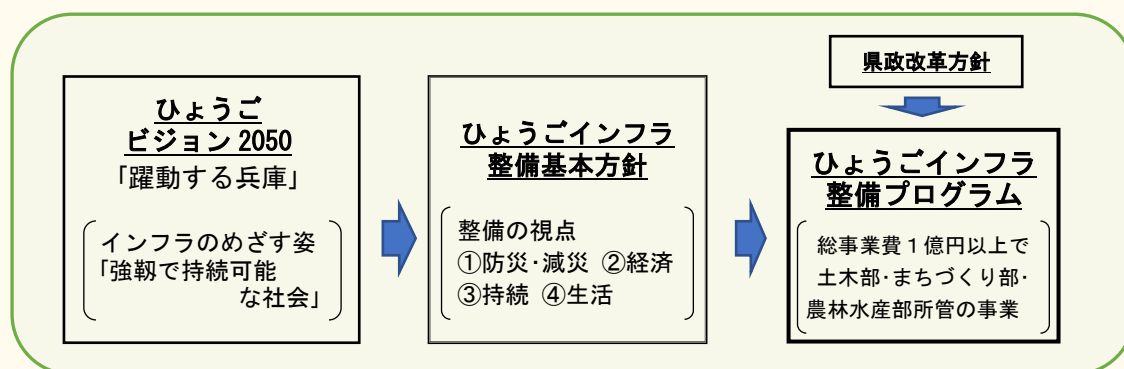 県政改革方針
ひょうご
ビジョン 2050
「躍動する兵庫」
インフラのめざす姿
「強靱で持続可能
な社会」
ひょうごインフラ
整備基本方針
整備の視点
①防災・減災 ②経済
③持続 ④生活
ひょうごインフラ
整備プログラム
総事業費１億円以上で
土木部・まちづくり部・
農林水産部所管の事業